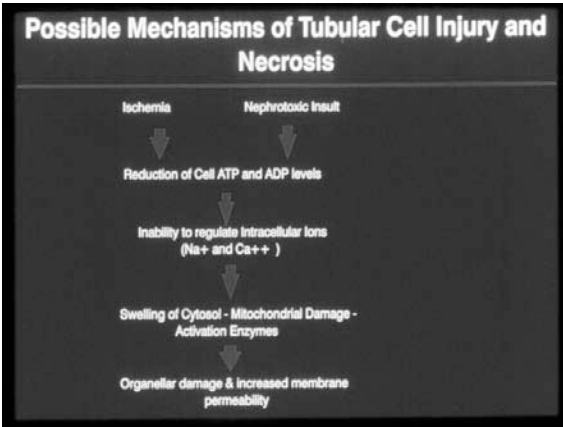 Possible Mechanisms of Tubular Cell Injury and
Necrosis
Ischemia Nephrotoxic Insult
Reduction of Cell ATP and ADP levels
Inability to regulate Intracellular Ions
(Na+ and Ca++ )
Swelling of Cytosol - Mitochondrial Damage -
Activation Enzymes
Organellar damage & increased membrane
permeability